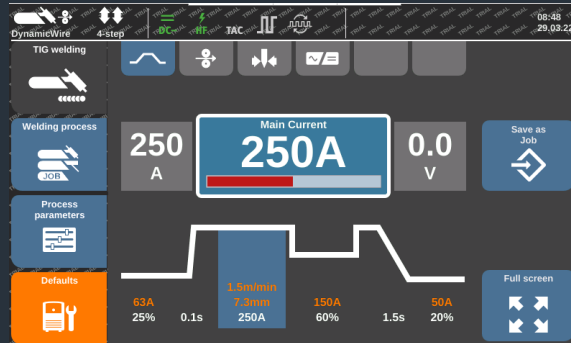 DynamicWire
4-step
DC-
HF
TAC
08:48
29.03.22
TIG welding
Welding process
JOB
Process
parameters
Defaults
250
A
Main Current
250A
0.0
V
Save as
Job
Full screen
1.5m/min
7.3mm
63A
150A
50A
25%
0.1s
250A
60%
1.5s
20%